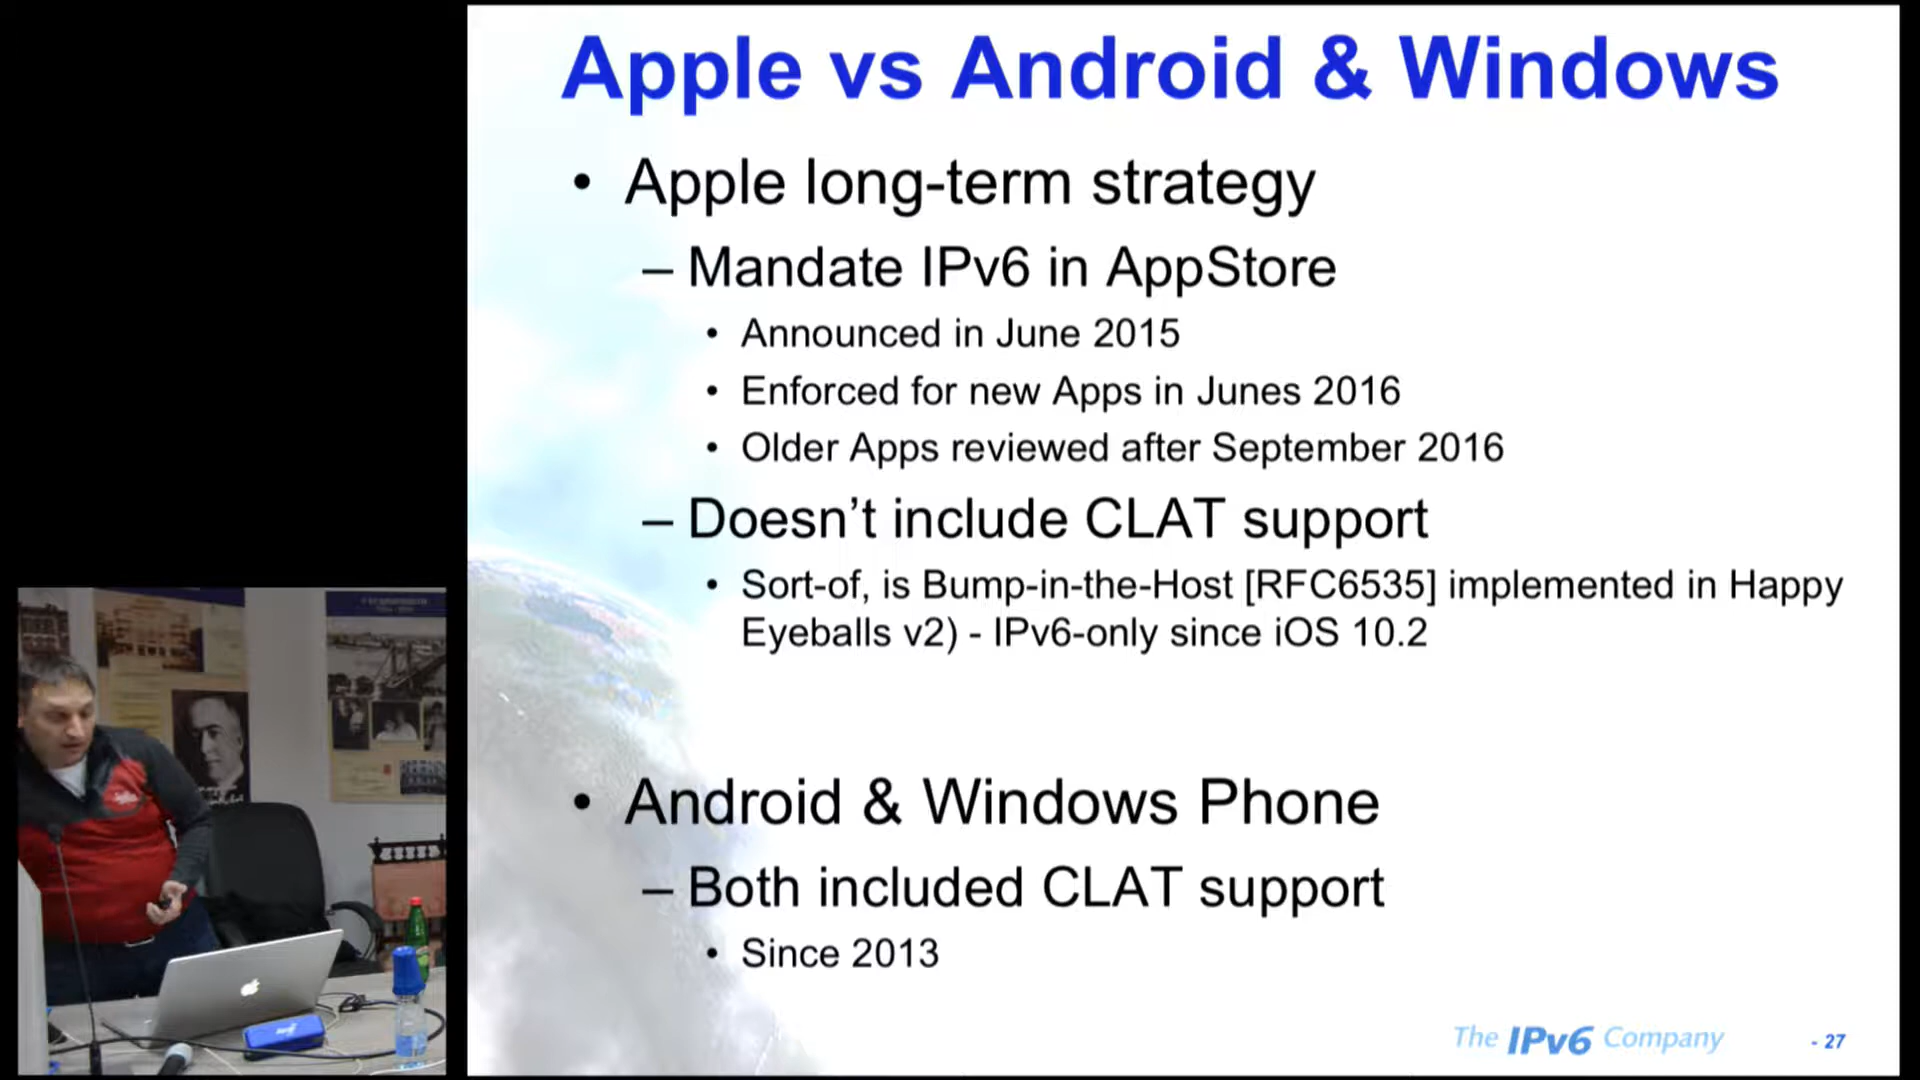 Apple vs Android & Windows
• Apple long-term strategy
– Mandate IPv6 in AppStore
• Announced in June 2015
• Enforced for new Apps in Junes 2016
• Older Apps reviewed after September 2016
– Doesn’t include CLAT support
• Sort-of, is Bump-in-the-Host [RFC6535] implemented in Happy
Eyeballs v2) - IPv6-only since iOS 10.2
• Android & Windows Phone
– Both included CLAT support
• Since 2013
The IPv6 Company
- 27